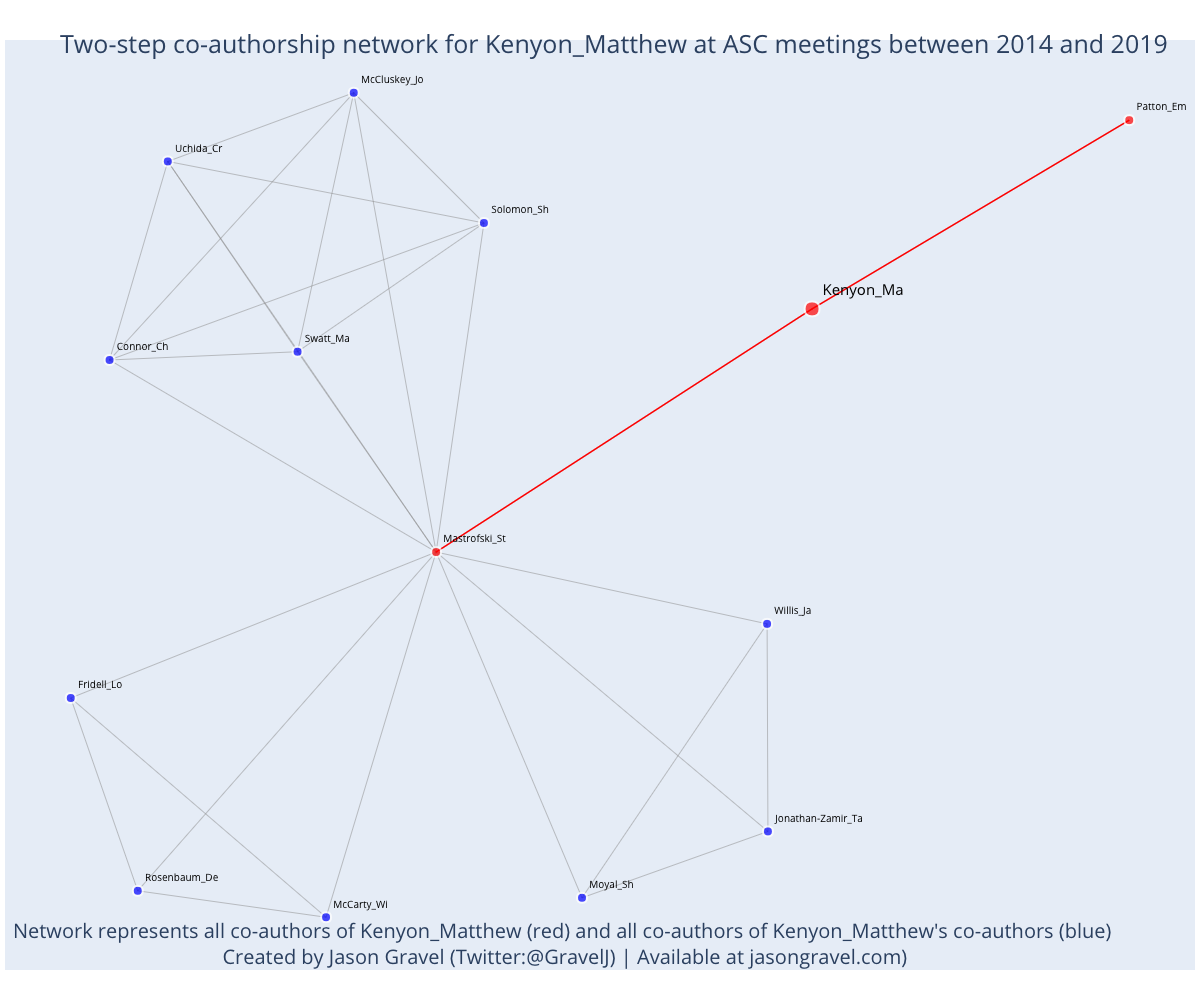 Two-step co-authorship network for Kenyon_Matthew at ASC meetings between 2014 and 2019
McCluskey_Jo
Patton_Em
Uchida_Cr
Solomon_Sh
Kenyon_Ma
Swatt_Ma
Connor_Ch
Mastrofski_St
Willis_Ja
Fridell_Lo
Jonathan-Zamir_Ta
Rosenbaum_De
Moyal_Sh
McCarty_Wi
Network represents all co-authors of Kenyon_Matthew (red) and all co-authors of Kenyon_Matthew's co-authors (blue)
Created by Jason Gravel (Twitter:@GravelJ) | Available at jasongravel.com)